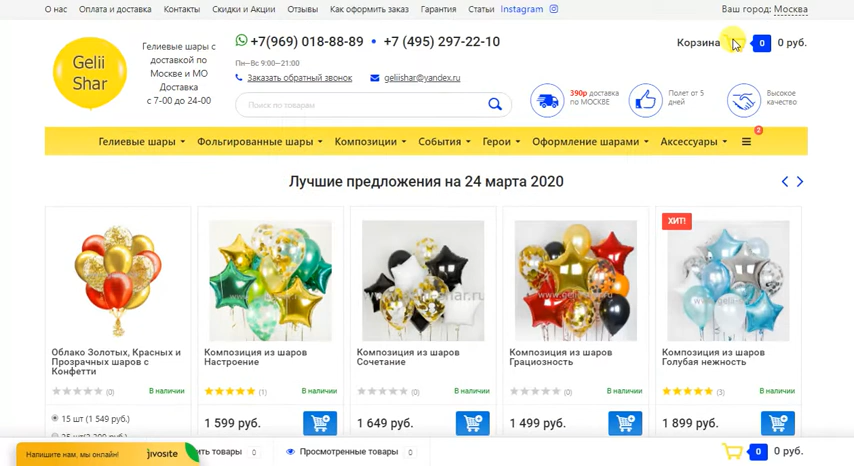 О нас Оплата и доставка Контакты Скидки и Акции Отзывы Как оформить заказ Гарантия Статьи Instagram Ваш город: Москва
Gelii
Shar
Гелиевые шары с
доставкой по
Москве и МО
Доставка
с 7-00 до 24-00
+7(969) 018-88-89 • +7 (495) 297-22-10
Пн—Вс 9:00—21:00
Заказать обратный звонок geliishar@yandex.ru
Поиск по товарам
Корзина 0 0 руб.
390р доставка
по МОСКВЕ
Полет от 5
дней
Высокое
качество
Гелиевые шары Фольгированные шары Композиции События Герои Оформление шарами Аксессуары 2
Лучшие предложения на 24 марта 2020
ХИТ!
Облако Золотых, Красных и
Прозрачных шаров с
Конфетти
(0) В наличии
15 шт (1 549 руб.)
Композиция из шаров
Настроение
(1) В наличии
1 599 руб.
Композиция из шаров
Сочетание
(0) В наличии
1 649 руб.
Композиция из шаров
Грациозность
(0) В наличии
1 499 руб.
Композиция из шаров
Голубая нежность
(3) В наличии
1 899 руб.
Напишите нам, мы онлайн! jivosite
товары 0 Просмотренные товары 0 0 0 руб.